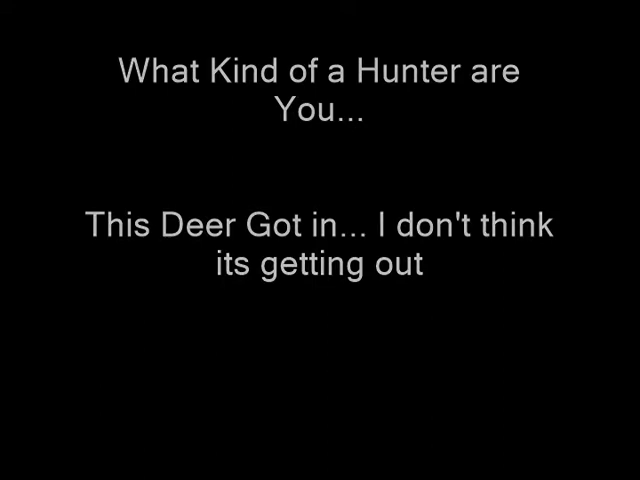 What Kind of a Hunter are
You...
This Deer Got in... I don't think
its getting out